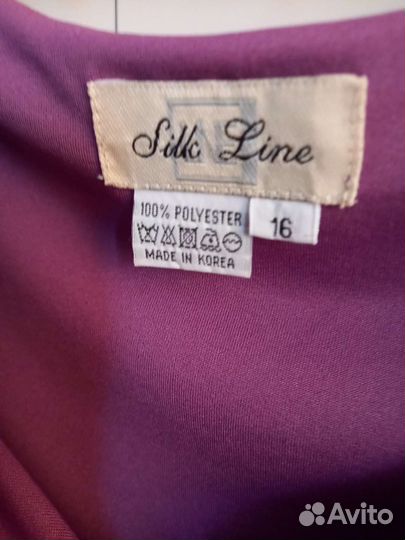 Silk Line
100% POLYESTER
16
MADE IN KOREA
Avito